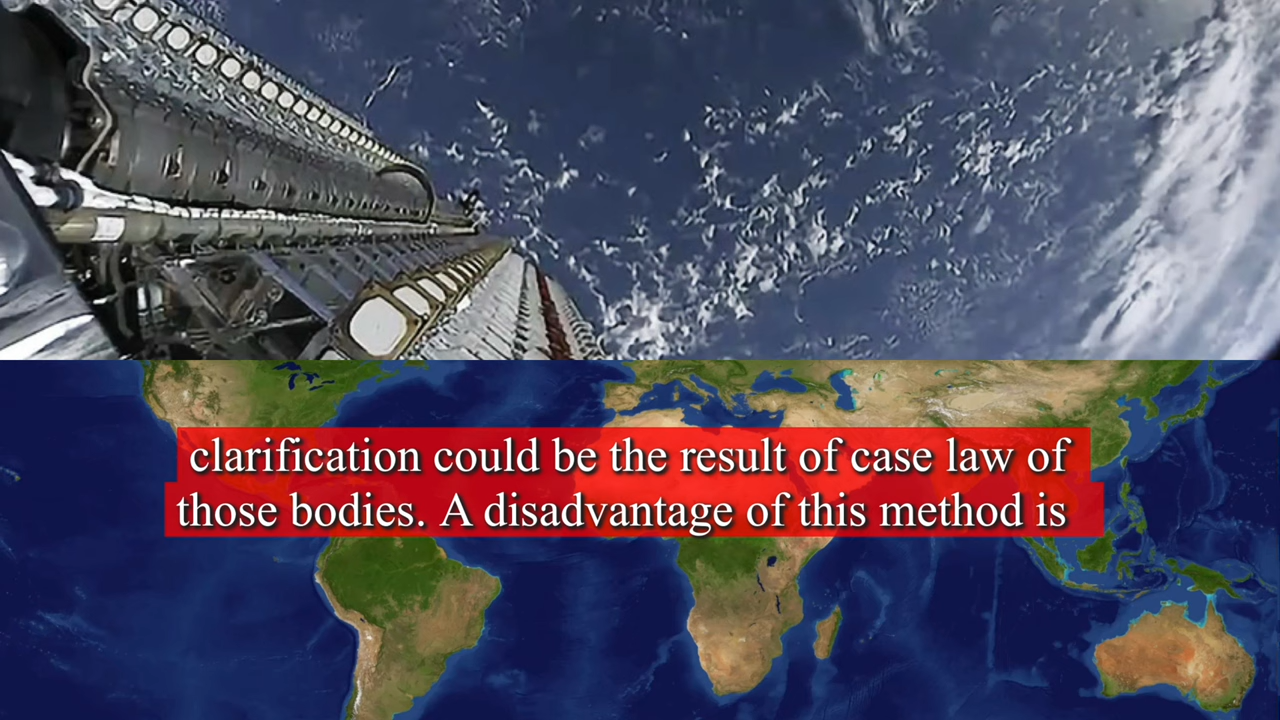 clarification could be the result of case law of
those bodies. A disadvantage of this method is